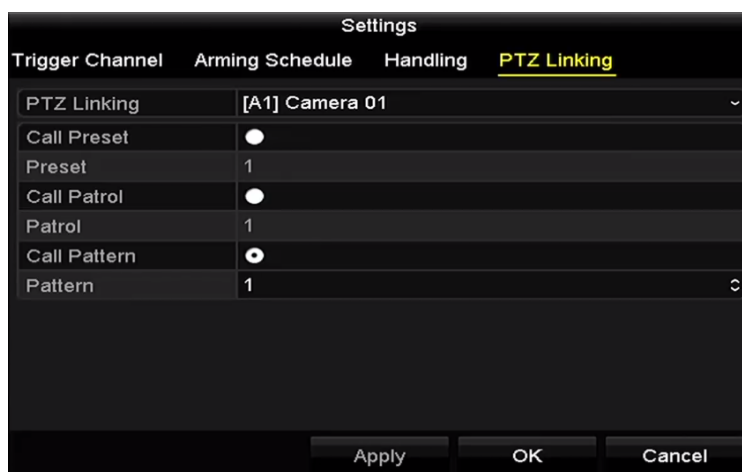 Settings
Trigger Channel Arming Schedule Handling PTZ Linking
PTZ Linking [A1] Camera 01
Call Preset
Preset 1
Call Patrol
Patrol 1
Call Pattern
Pattern 1
Apply OK Cancel